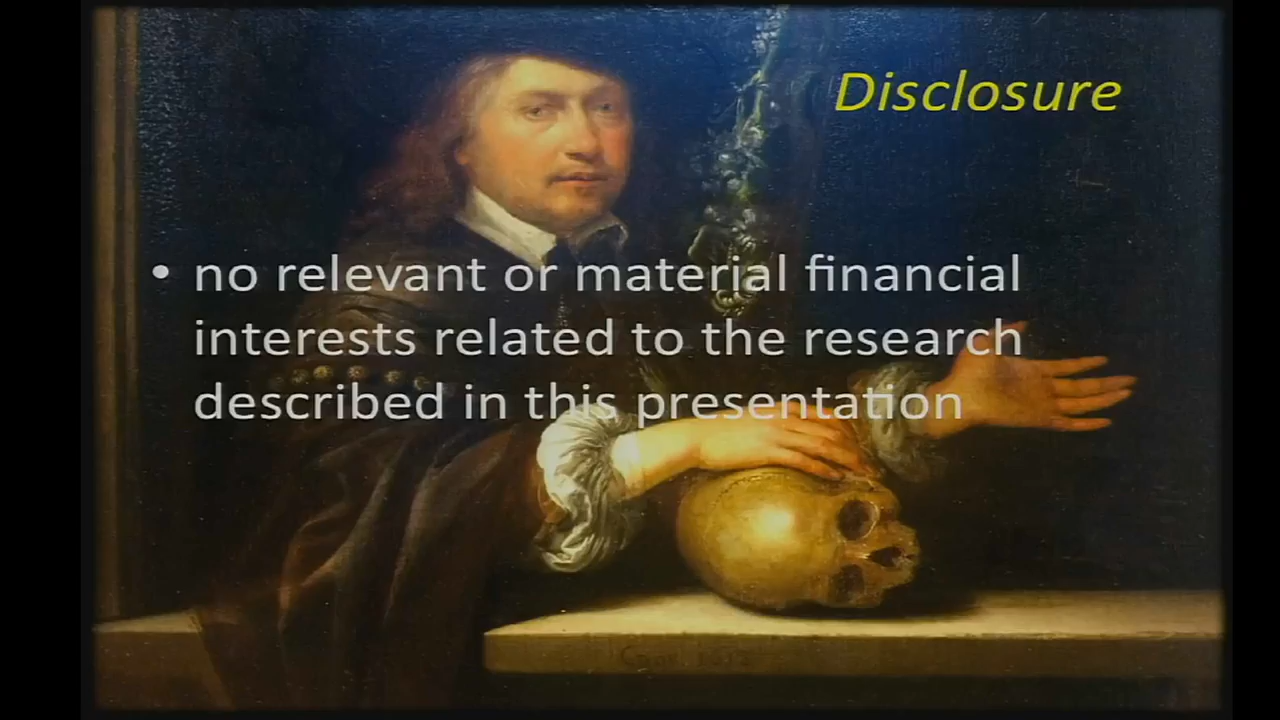 Disclosure
• no relevant or material financial
interests related to the research
described in this presentation